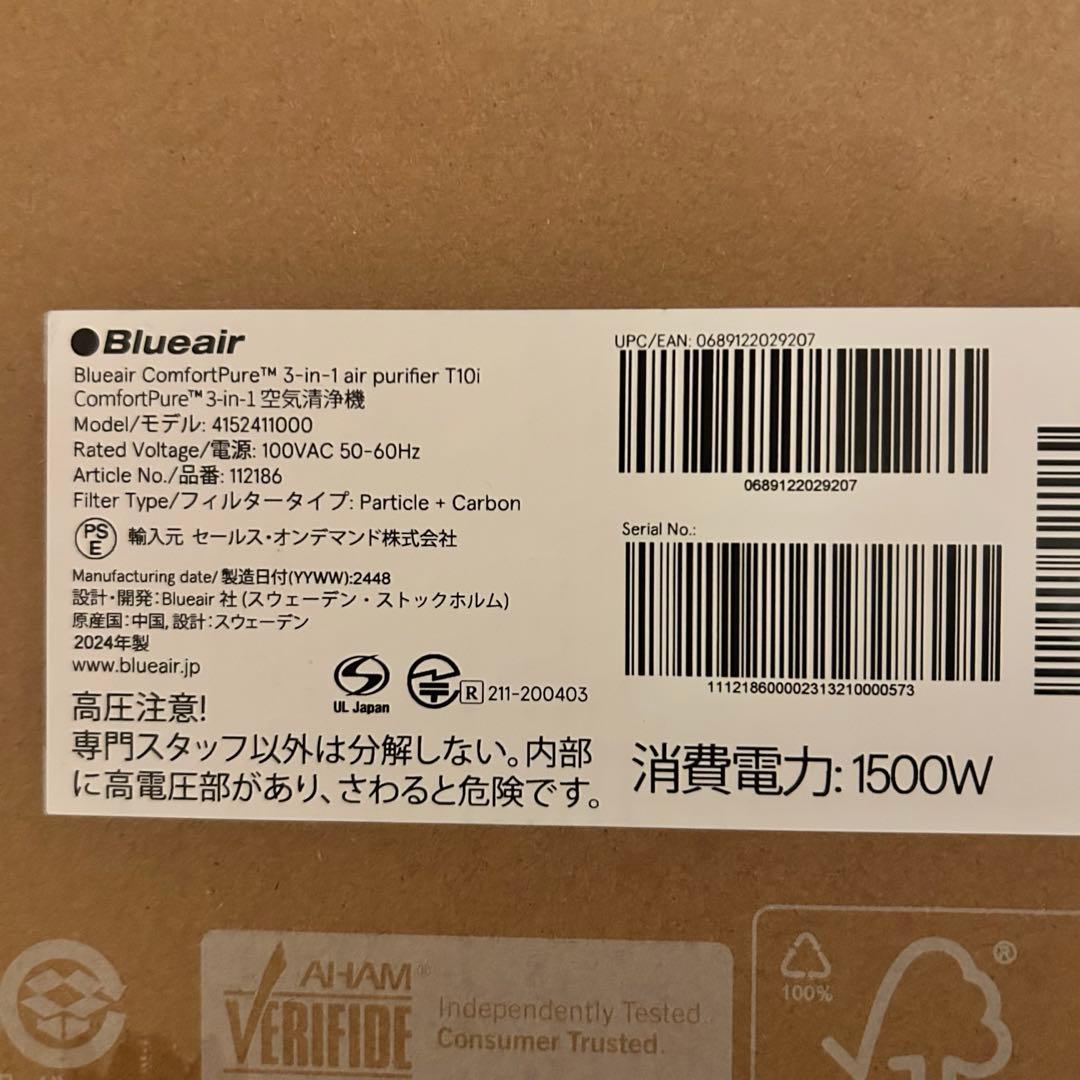 Blueair
Blueair ComfortPure™ 3-in-1 air purifier T10i
ComfortPure™ 3-in-1 空気清浄機
Model/モデル: 4152411000
Rated Voltage/電源: 100VAC 50-60Hz
Article No./品番: 112186
Filter Type/フィルタータイプ: Particle + Carbon
PS
E
輸入元 セールス・オンデマンド株式会社
Manufacturing date/ 製造日付(YYWW):2448
設計・開発:Blueair 社 (スウェーデン・ストックホルム)
原産国:中国, 設計:スウェーデン
2024年製
www.blueair.jp
UL Japan
R 211-200403
高圧注意!
専門スタッフ以外は分解しない。内部
に高電圧部があり、さわると危険です。
UPC/EAN: 0689122029207
0689122029207
Serial No.:
111218600002313210000573
消費電力: 1500W
AHAM®
VERIFIDE
Independently Tested.
Consumer Trusted.
100%
®